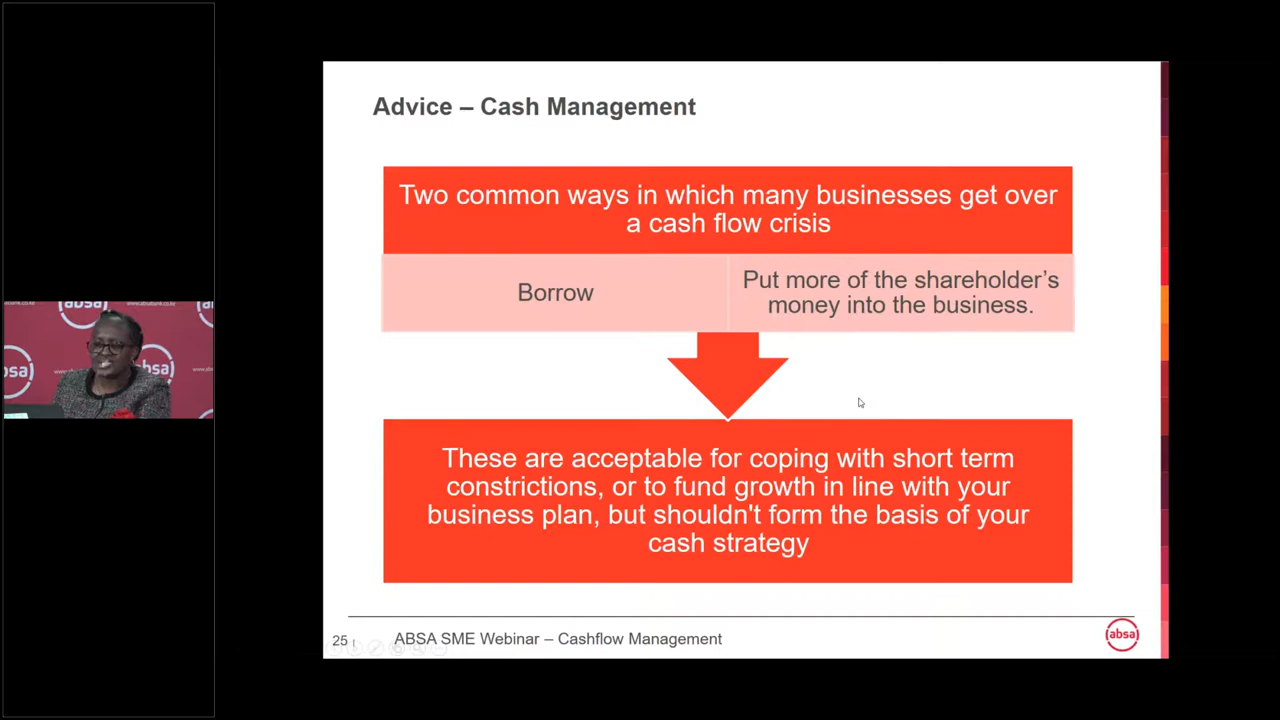 Advice – Cash Management
Two common ways in which many businesses get over
a cash flow crisis
Borrow
Put more of the shareholder’s
money into the business.
These are acceptable for coping with short term
constrictions, or to fund growth in line with your
business plan, but shouldn't form the basis of your
cash strategy
25 |
ABSA SME Webinar – Cashflow Management
absa
absa
absa